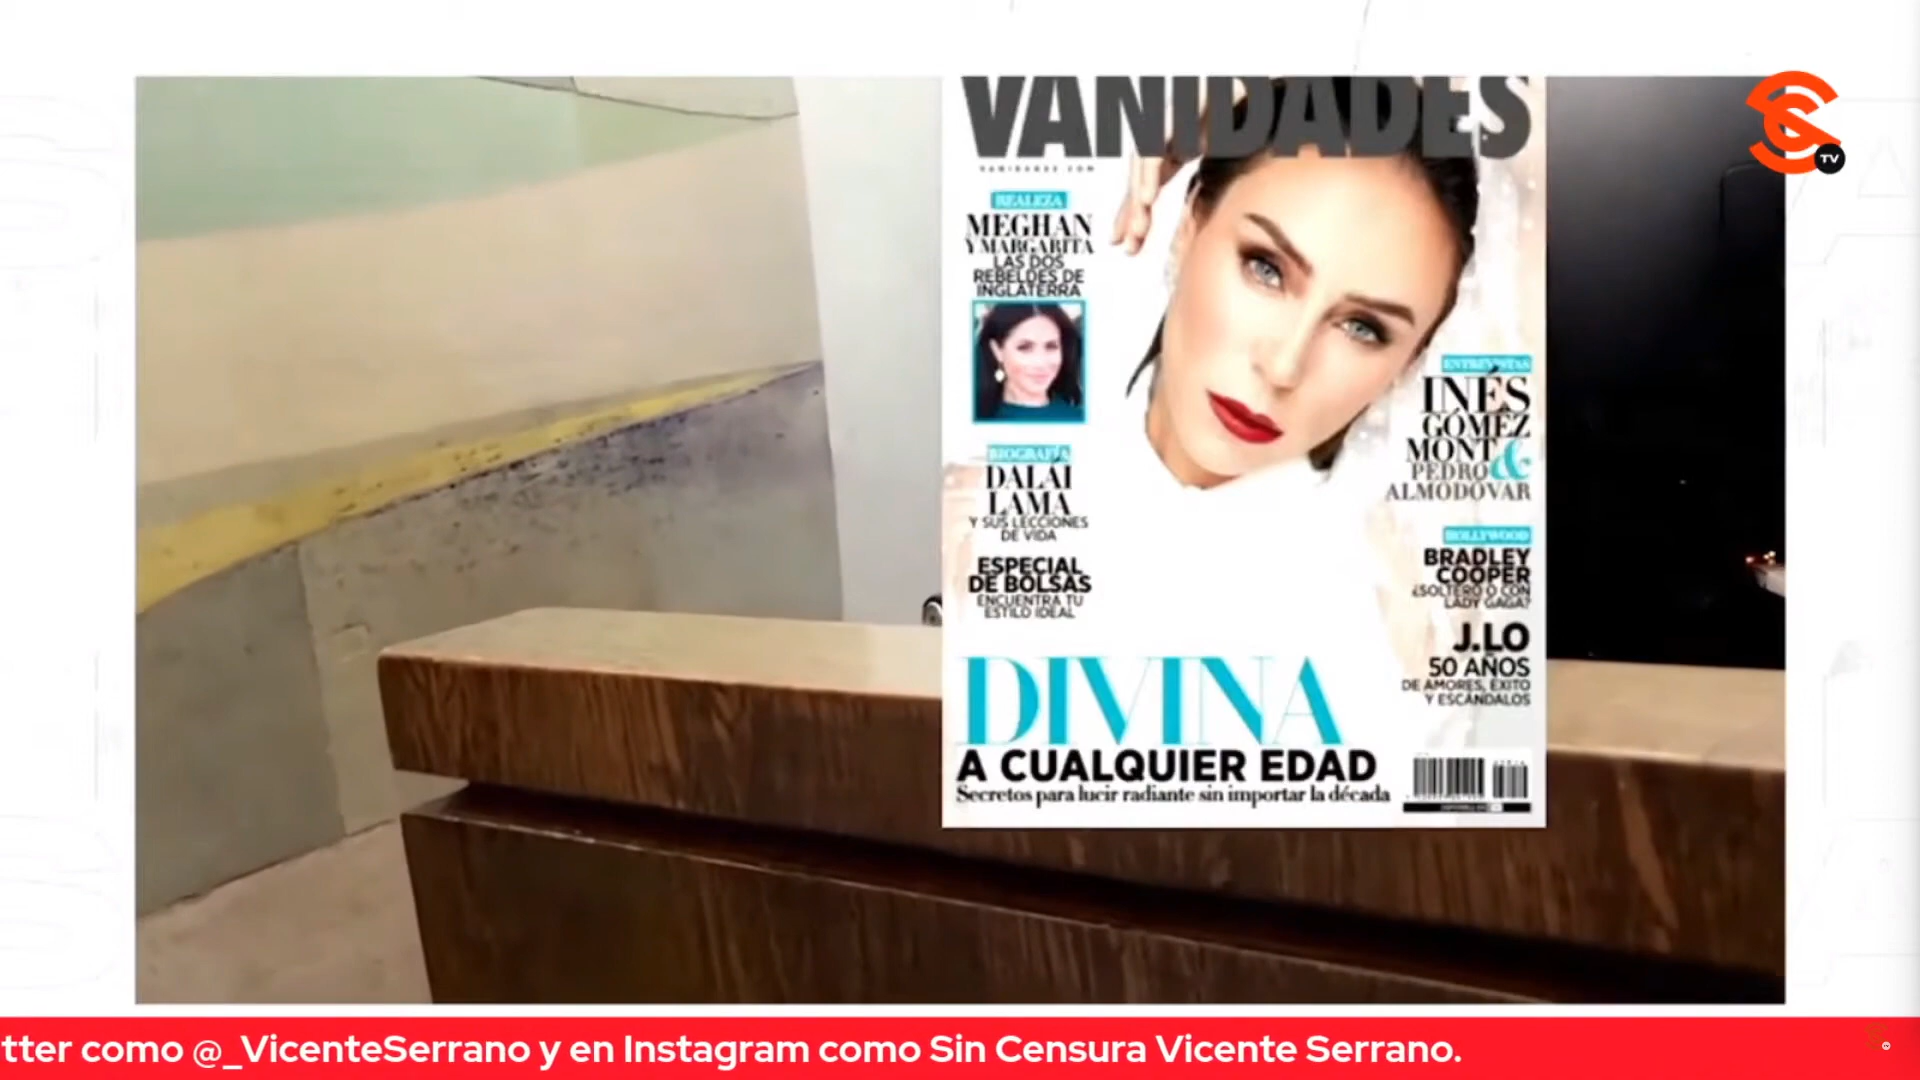 VANIDADES
VANIDADES.COM
REALEZA
MEGHAN
Y MARGARITA
LAS DOS
REBELDES DE
INGLATERRA
BIOGRAFÍA
DALAI
LAMA
Y SUS LECCIONES
DE VIDA
ESPECIAL
DE BOLSAS
ENCUENTRA TU
ESTILO IDEAL
ENTREVISTAS
INÉS
GÓMEZ
MONT &
PEDRO
ALMODÓVAR
HOLLYWOOD
BRADLEY
COOPER
¿SOLTERO O CON
LADY GAGA?
J.LO
50 AÑOS
DE AMORES, ÉXITO
Y ESCÁNDALOS
DIVINA
A CUALQUIER EDAD
Secretos para lucir radiante sin importar la década
TV
tter como @_VicenteSerrano y en Instagram como Sin Censura Vicente Serrano.